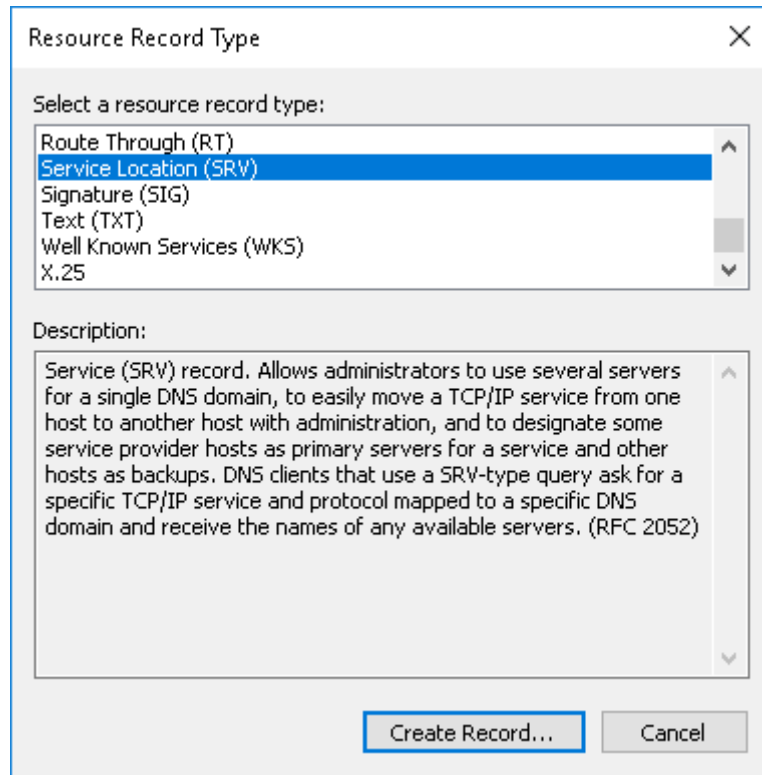 Resource Record Type
Select a resource record type:
Route Through (RT)
Service Location (SRV)
Signature (SIG)
Text (TXT)
Well Known Services (WKS)
X.25
Description:
Service (SRV) record. Allows administrators to use several servers
for a single DNS domain, to easily move a TCP/IP service from one
host to another host with administration, and to designate some
service provider hosts as primary servers for a service and other
hosts as backups. DNS clients that use a SRV-type query ask for a
specific TCP/IP service and protocol mapped to a specific DNS
domain and receive the names of any available servers. (RFC 2052)
Create Record... Cancel